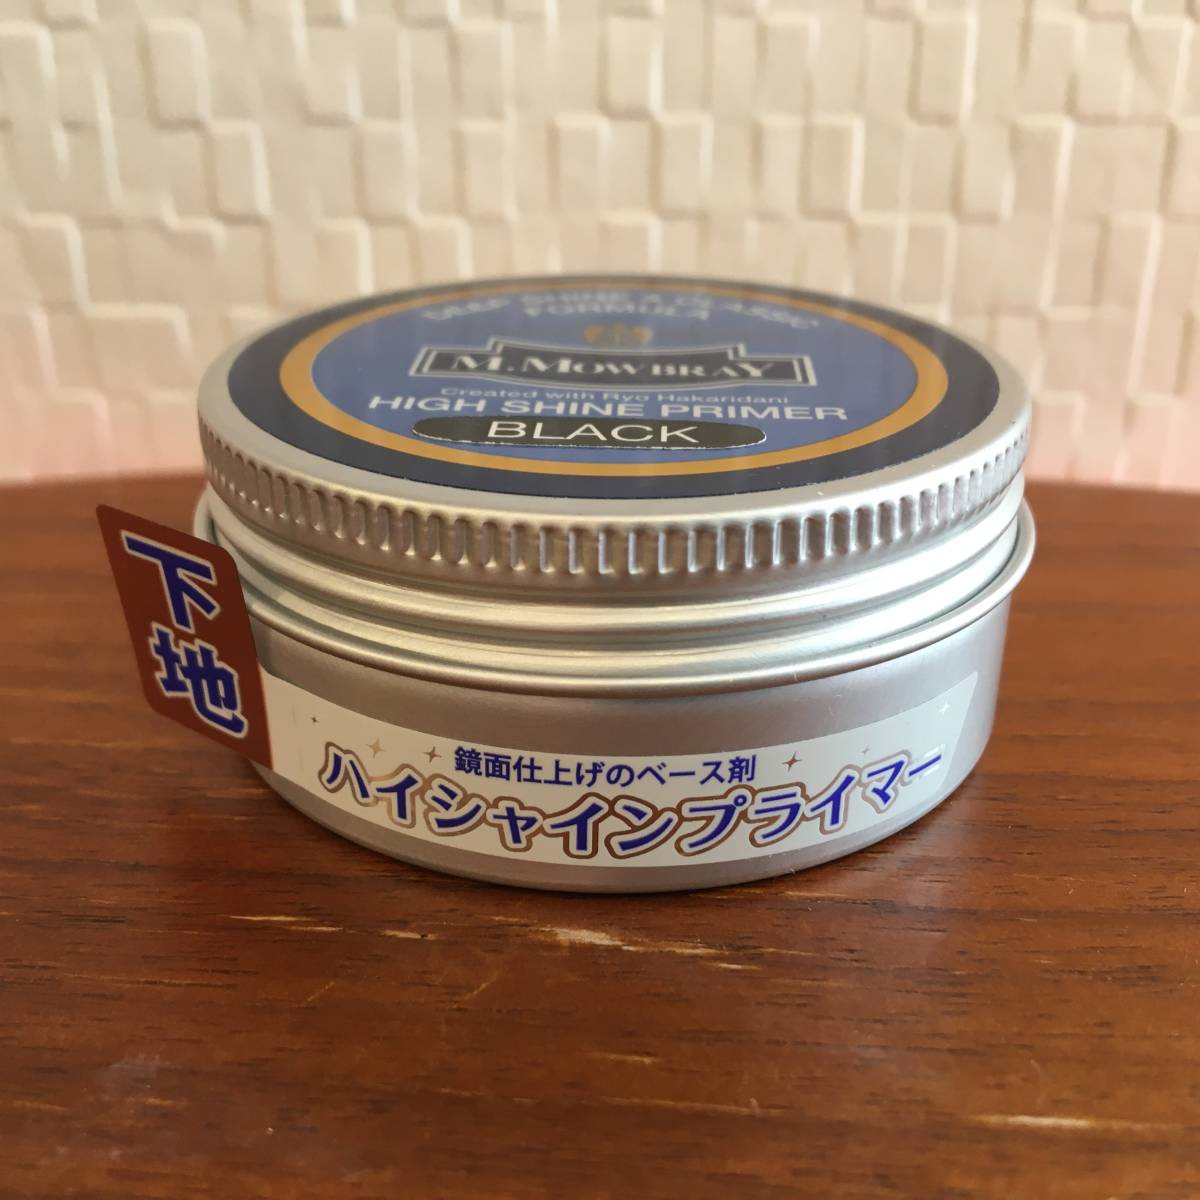 DEEP SHINE & CLASSIC
FORMULA
M.MOWBRAY
Created with Ryo Hakaridani
HIGH SHINE PRIMER
BLACK
下地
鏡面仕上げのベース剤
ハイシャインプライマー